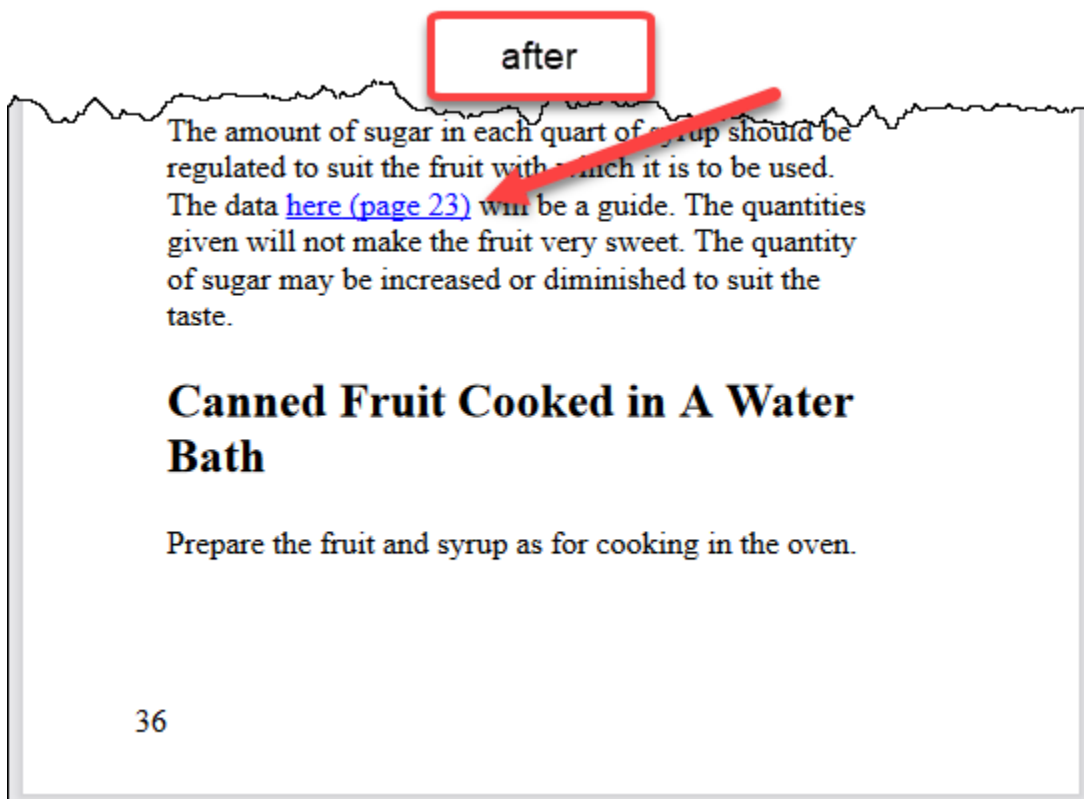 after
The amount of sugar in each quart of syrup should be
regulated to suit the fruit with which it is to be used.
The data here (page 23) will be a guide. The quantities
given will not make the fruit very sweet. The quantity
of sugar may be increased or diminished to suit the
taste.
Canned Fruit Cooked in A Water
Bath
Prepare the fruit and syrup as for cooking in the oven.
36